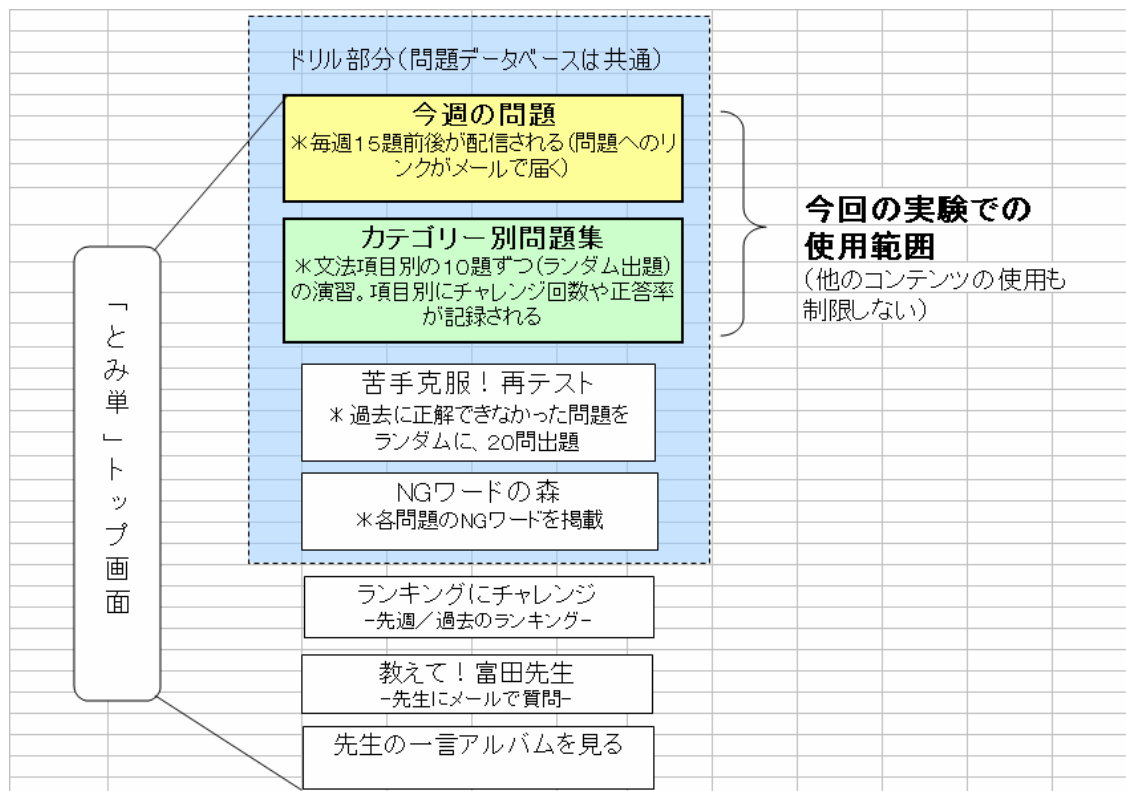 ドリル部分(問題データベースは共通)
今週の問題
*毎週15題前後が配信される(問題へのリ
ンクがメールで届く)
カテゴリー別問題集
*文法項目別の10題ずつ(ランダム出題)
の演習。項目別にチャレンジ回数や正答率
が記録される
今回の実験での
使用範囲
(他のコンテンツの使用も
制限しない)
「とみ単」トップ画面
苦手克服!再テスト
*過去に正解できなかった問題を
ランダムに、20問出題
NGワードの森
*各問題のNGワードを掲載
ランキングにチャレンジ
-先週/過去のランキング-
教えて!富田先生
-先生にメールで質問-
先生の一言アルバムを見る